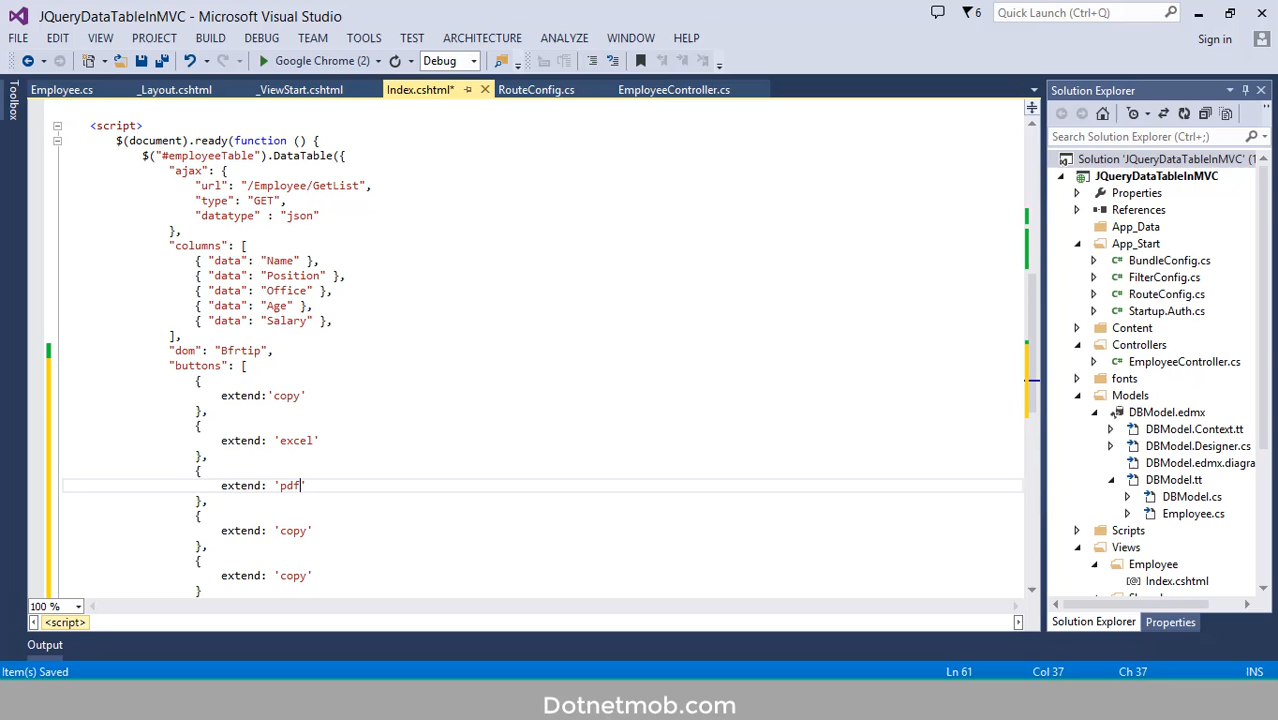 JQueryDataTableInMVC - Microsoft Visual Studio
6
Quick Launch (Ctrl+Q)
FILE EDIT VIEW PROJECT BUILD DEBUG TEAM TOOLS TEST ARCHITECTURE ANALYZE WINDOW HELP
Sign in
Google Chrome (2)
Debug
Toolbox
Employee.cs _Layout.cshtml _ViewStart.cshtml Index.cshtml* RouteConfig.cs EmployeeController.cs
<script>
$(document).ready(function () {
$("#employeeTable").DataTable({
"ajax": {
"url": "/Employee/GetList",
"type": "GET",
"datatype" : "json"
},
"columns": [
{ "data": "Name" },
{ "data": "Position" },
{ "data": "Office" },
{ "data": "Age" },
{ "data": "Salary" },
],
"dom": "Bfrtip",
"buttons": [
{
extend:'copy'
},
{
extend: 'excel'
},
{
extend: 'pdf'
},
{
extend: 'copy'
},
{
extend: 'copy'
}
100 %
<script>
Output
Solution Explorer
Search Solution Explorer (Ctrl+;)
Solution 'JQueryDataTableInMVC' (1
JQueryDataTableInMVC
Properties
References
App_Data
App_Start
BundleConfig.cs
FilterConfig.cs
RouteConfig.cs
Startup.Auth.cs
Content
Controllers
EmployeeController.cs
fonts
Models
DBModel.edmx
DBModel.Context.tt
DBModel.Designer.cs
DBModel.edmx.diagra
DBModel.tt
DBModel.cs
Employee.cs
Scripts
Views
Employee
Index.cshtml
Solution Explorer Properties
Item(s) Saved Ln 61 Col 37 Ch 37 INS
Dotnetmob.com